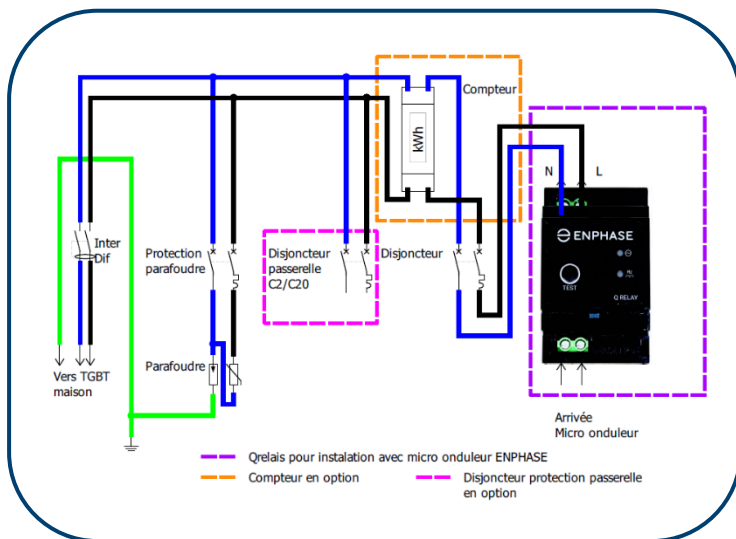 Compteur
kWh
N L
Inter
Dif
Protection
parafoudre
Disjoncteur
passerelle
C2/C20
Disjoncteur
ENPHASE
TEST
Q RELAY
Parafoudre
Vers TGBT
maison
Arrivée
Micro onduleur
Qrelais pour instalation avec micro onduleur ENPHASE
Compteur en option
Disjoncteur protection passerelle
en option